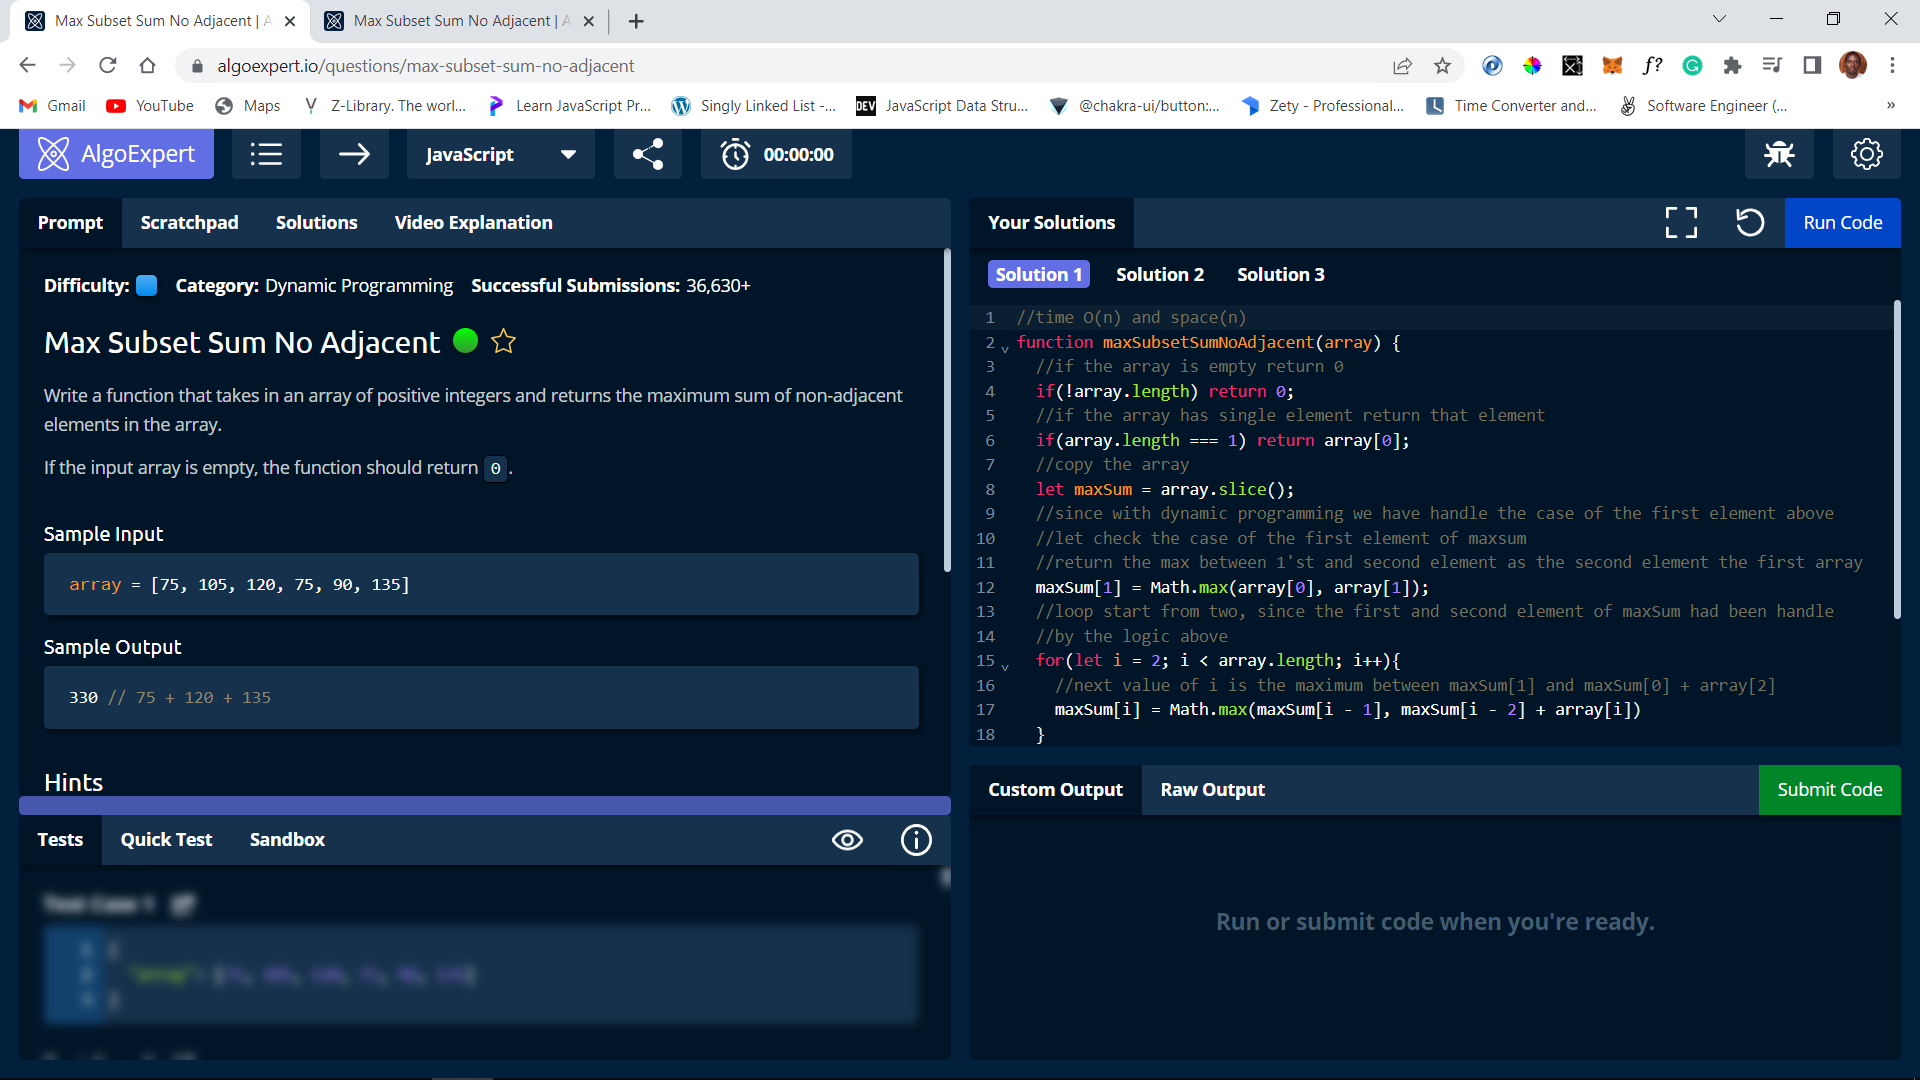 Max Subset Sum No Adjacent | A
Max Subset Sum No Adjacent | A
algoexpert.io/questions/max-subset-sum-no-adjacent
f?
Gmail
YouTube
Maps
Z-Library. The worl...
Learn JavaScript Pr...
Singly Linked List -...
DEV JavaScript Data Stru...
@chakra-ui/button:...
Zety - Professional...
Time Converter and...
Software Engineer (...
»
AlgoExpert
JavaScript
00:00:00
Prompt
Scratchpad
Solutions
Video Explanation
Difficulty: Category: Dynamic Programming Successful Submissions: 36,630+
Max Subset Sum No Adjacent
Write a function that takes in an array of positive integers and returns the maximum sum of non-adjacent
elements in the array.
If the input array is empty, the function should return 0 .
Sample Input
array = [75, 105, 120, 75, 90, 135]
Sample Output
330 // 75 + 120 + 135
Hints
Tests
Quick Test
Sandbox
Your Solutions
Run Code
Solution 1
Solution 2
Solution 3
1 //time O(n) and space(n)
2 function maxSubsetSumNoAdjacent(array) {
3 //if the array is empty return 0
4 if(!array.length) return 0;
5 //if the array has single element return that element
6 if(array.length === 1) return array[0];
7 //copy the array
8 let maxSum = array.slice();
9 //since with dynamic programming we have handle the case of the first element above
10 //let check the case of the first element of maxsum
11 //return the max between 1'st and second element as the second element the first array
12 maxSum[1] = Math.max(array[0], array[1]);
13 //loop start from two, since the first and second element of maxSum had been handle
14 //by the logic above
15 for(let i = 2; i < array.length; i++){
16 //next value of i is the maximum between maxSum[1] and maxSum[0] + array[2]
17 maxSum[i] = Math.max(maxSum[i - 1], maxSum[i - 2] + array[i])
18 }
Custom Output
Raw Output
Submit Code
Run or submit code when you're ready.